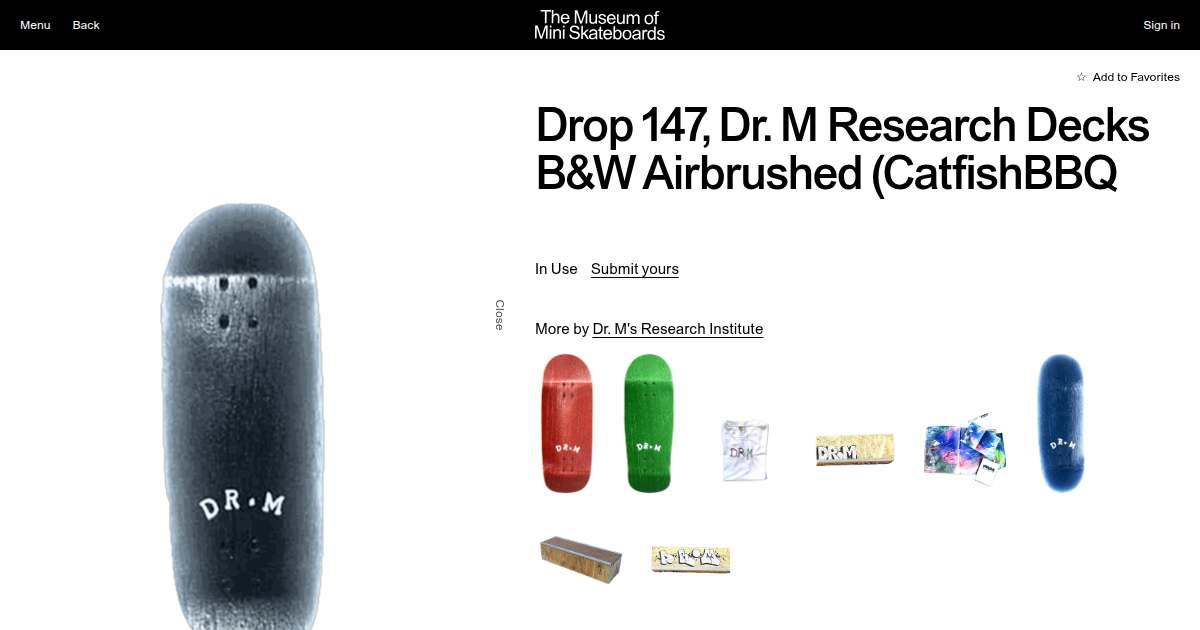 Menu
Back
The Museum of
Mini Skateboards
Sign in
☆ Add to Favorites
Drop 147, Dr. M Research Decks
B&W Airbrushed (CatfishBBQ
In Use Submit yours
Close
More by Dr. M's Research Institute
DR•M
DR•M
DR•M
DR M
DR•M
DR•M